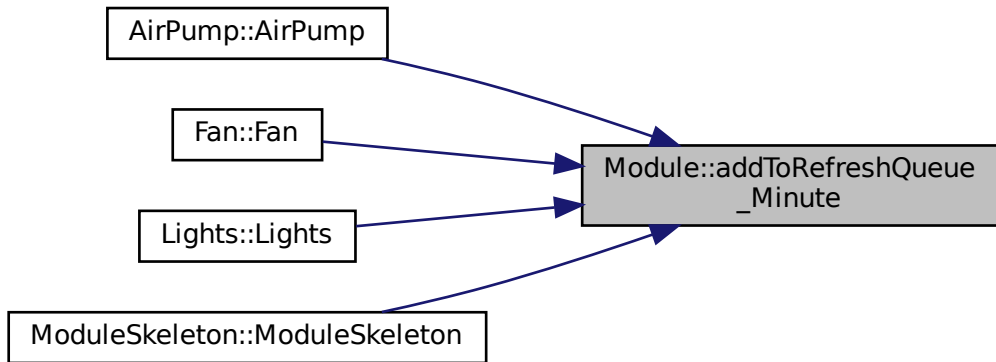 AirPump::AirPump
Fan::Fan
Module::addToRefreshQueue
_Minute
Lights::Lights
ModuleSkeleton::ModuleSkeleton